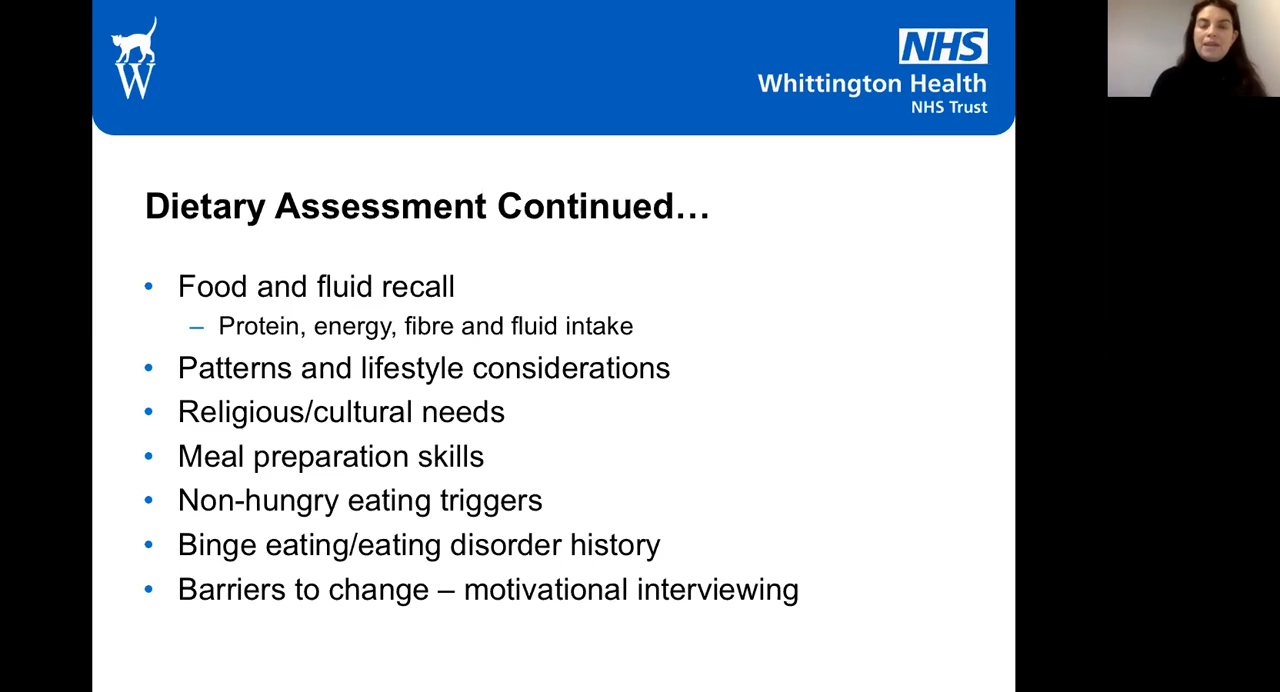 W
NHS
Whittington Health
NHS Trust
Dietary Assessment Continued…
• Food and fluid recall
– Protein, energy, fibre and fluid intake
• Patterns and lifestyle considerations
• Religious/cultural needs
• Meal preparation skills
• Non-hungry eating triggers
• Binge eating/eating disorder history
• Barriers to change – motivational interviewing